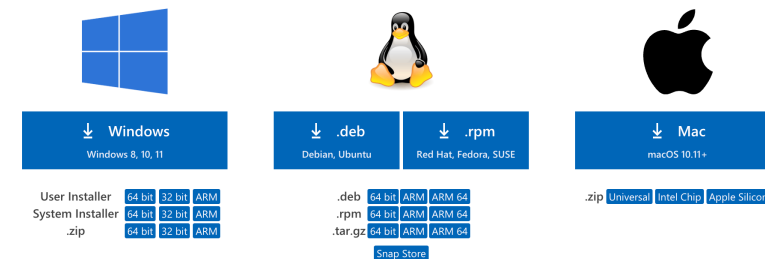 Windows
Windows 8, 10, 11
User Installer 64 bit 32 bit ARM
System Installer 64 bit 32 bit ARM
.zip 64 bit 32 bit ARM
.deb
Debian, Ubuntu
.rpm
Red Hat, Fedora, SUSE
.deb 64 bit ARM ARM 64
.rpm 64 bit ARM ARM 64
.tar.gz 64 bit ARM ARM 64
Snap Store
Mac
macOS 10.11+
.zip Universal Intel Chip Apple Silicon